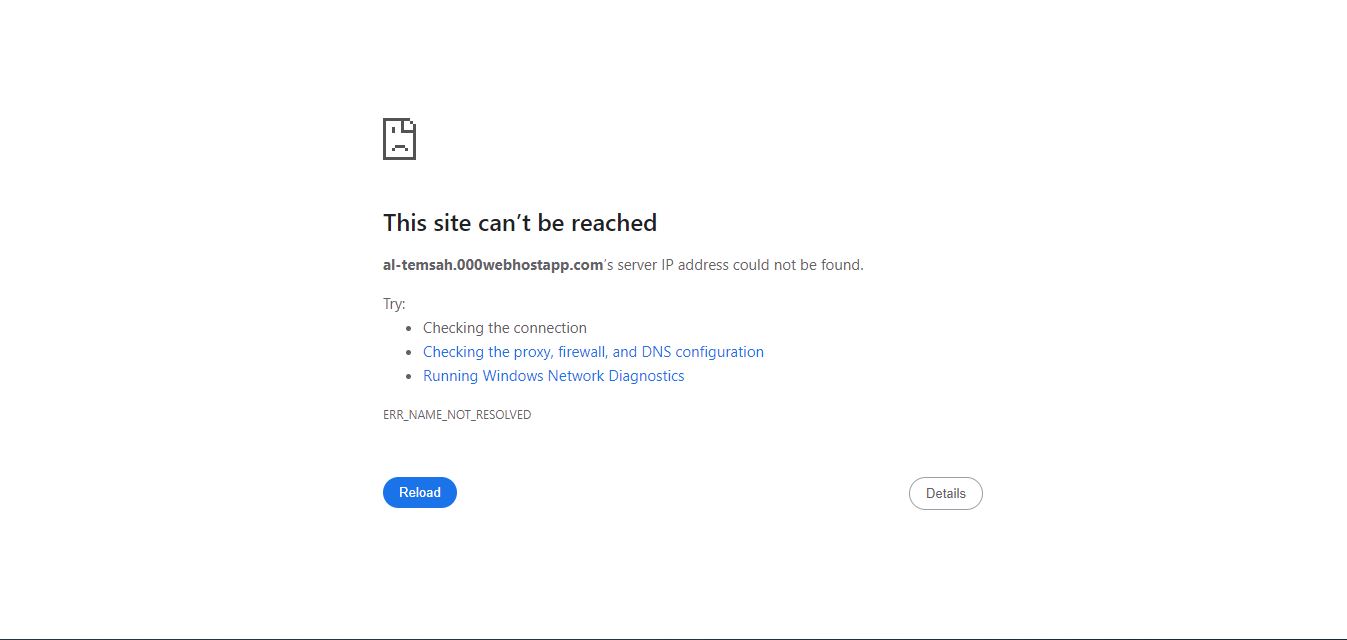 This site can’t be reached
al-temsah.000webhostapp.com’s server IP address could not be found.
Try:
• Checking the connection
• Checking the proxy, firewall, and DNS configuration
• Running Windows Network Diagnostics
ERR_NAME_NOT_RESOLVED
Reload
Details